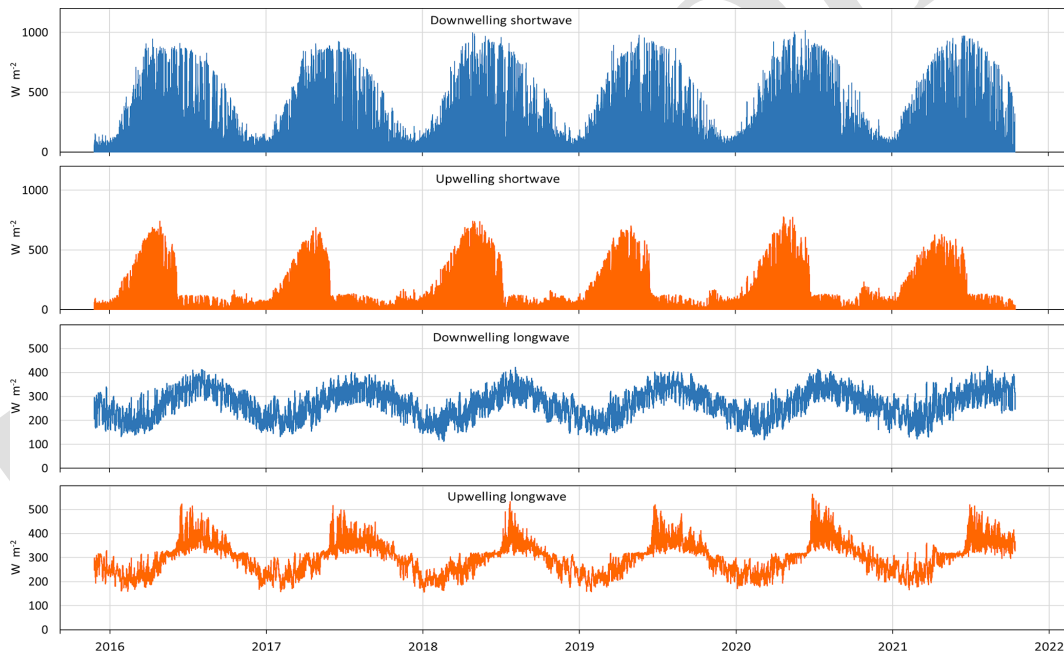 Downwelling shortwave
1000
500
0
W m⁻²
Upwelling shortwave
1000
500
0
W m⁻²
Downwelling longwave
500
400
300
200
100
0
W m⁻²
Upwelling longwave
500
400
300
200
100
0
W m⁻²
2016 2017 2018 2019 2020 2021 2022